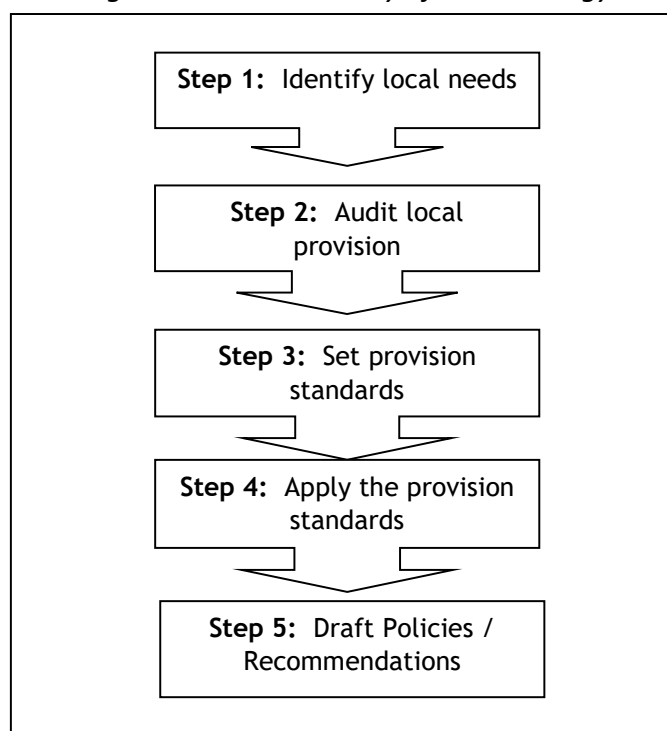 Step 1: Identify local needs
Step 2: Audit local
provision
Step 3: Set provision
standards
Step 4: Apply the provision
standards
Step 5: Draft Policies /
Recommendations